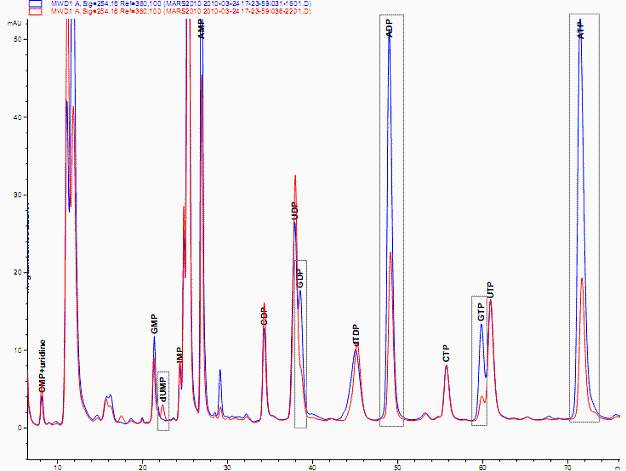 MWD1 A, Sig=254,16 Ref=360,100 (MARS2010 2010-03-24 17-23-59\031-1601.D)
MWD1 A, Sig=254,16 Ref=360,100 (MARS2010 2010-03-24 17-23-59\036-2201.D)
mAU
50
40
30
20
10
0
CMP+uridine
GMP
dUMP
IMP
AMP
CDP
UDP
GDP
dTDP
ADP
CTP
GTP
UTP
ATP
10
20
30
40
50
60
70
m